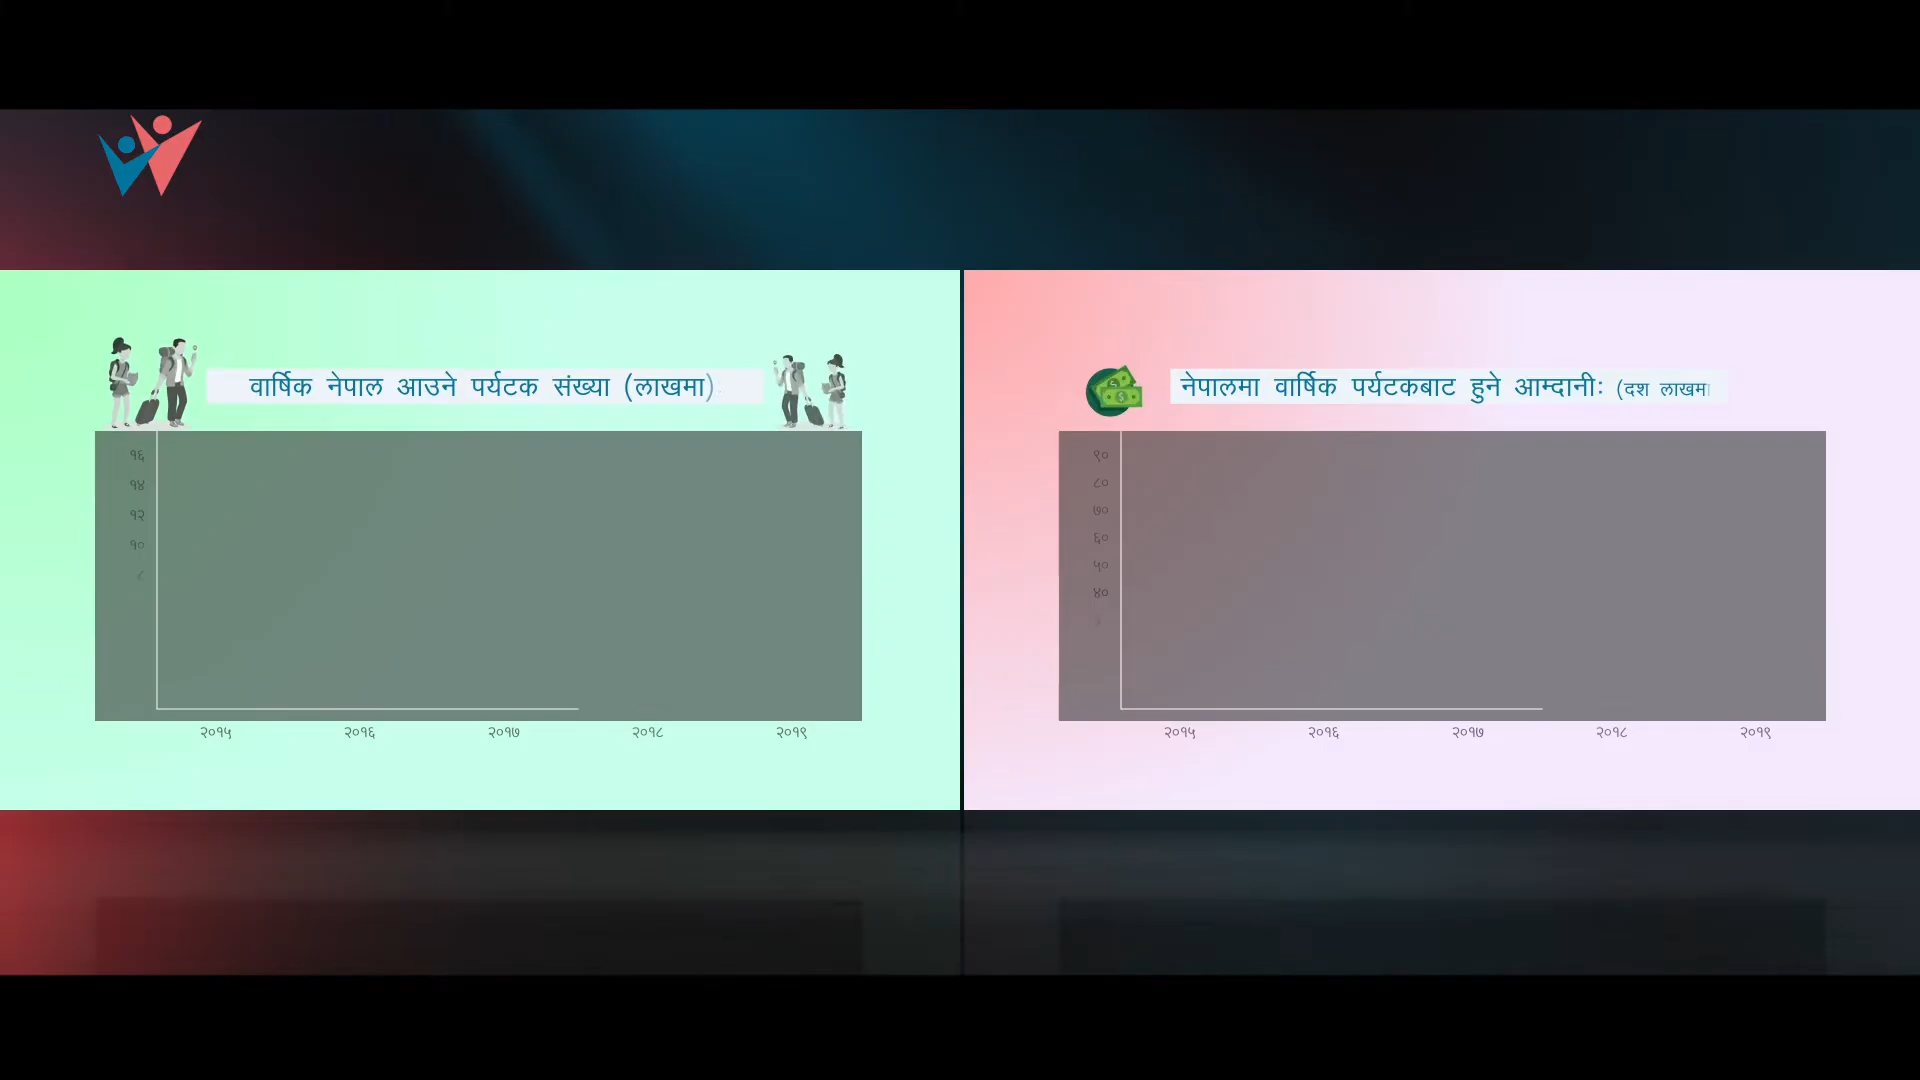 वार्षिक नेपाल आउने पर्यटक संख्या (लाखमा)
१६
१४
१२
१०
८
२०१५ २०१६ २०१७ २०१८ २०१९
नेपालमा वार्षिक पर्यटकबाट हुने आम्दानीः (दश लाखमा
९०
८०
७०
६०
५०
४०
२०१५ २०१६ २०१७ २०१८ २०१९